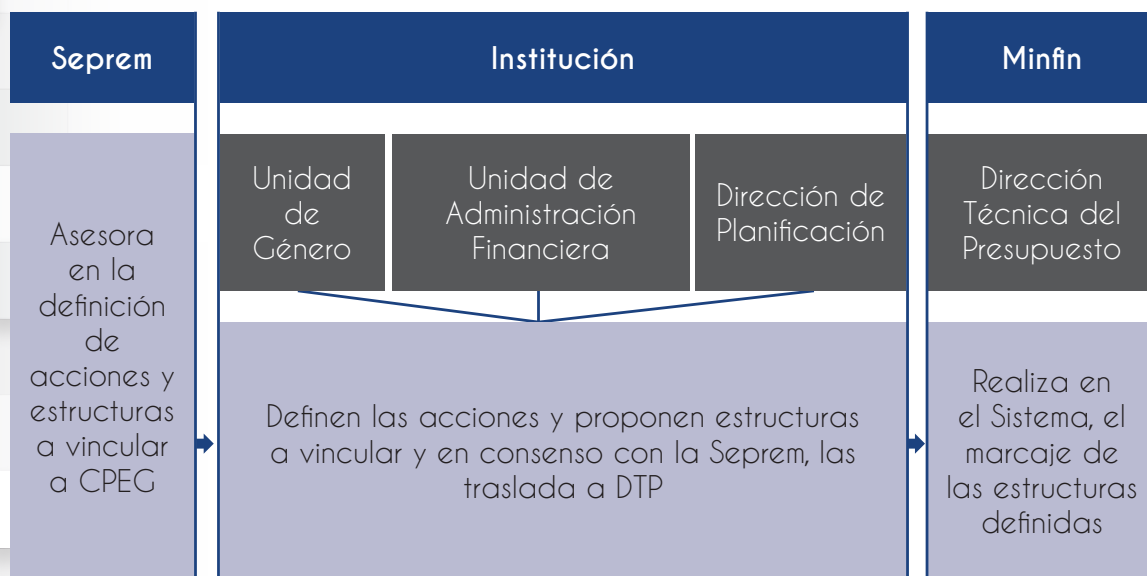 Seprem
Institución
Minfin
Asesora
en la
definición
de
acciones y
estructuras
a vincular
a CPEG
Unidad
de
Género
Unidad de
Administración
Financiera
Dirección de
Planificación
Definen las acciones y proponen estructuras
a vincular y en consenso con la Seprem, las
traslada a DTP
Dirección
Técnica del
Presupuesto
Realiza en
el Sistema, el
marcaje de
las estructuras
definidas